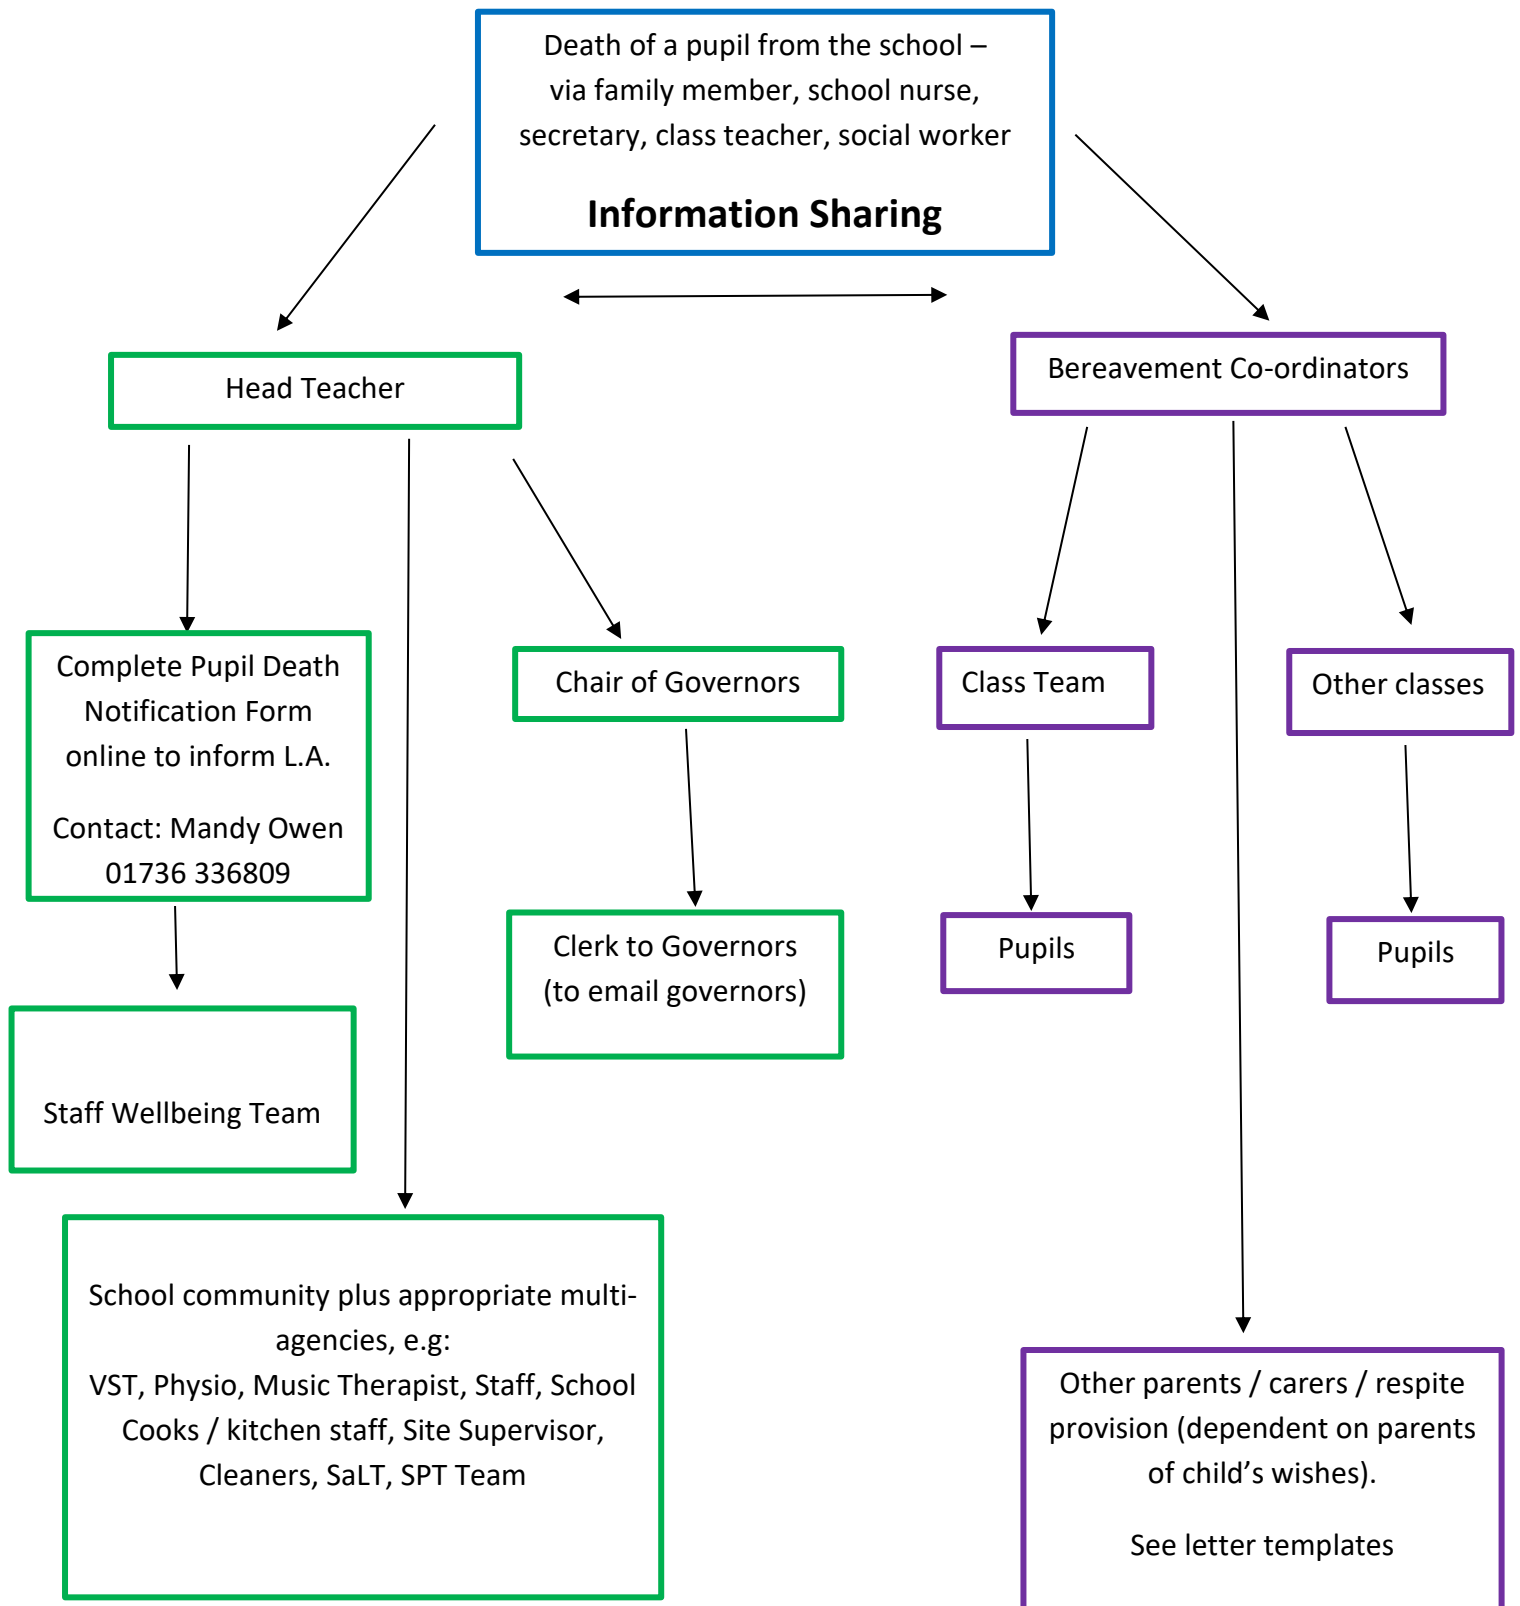 Death of a pupil from the school –
via family member, school nurse,
secretary, class teacher, social worker
Information Sharing
Head Teacher
Bereavement Co-ordinators
Complete Pupil Death
Notification Form
online to inform L.A.
Contact: Mandy Owen
01736 336809
Chair of Governors
Class Team
Other classes
Clerk to Governors
(to email governors)
Pupils
Pupils
Staff Wellbeing Team
School community plus appropriate multi-
agencies, e.g:
VST, Physio, Music Therapist, Staff, School
Cooks / kitchen staff, Site Supervisor,
Cleaners, SaLT, SPT Team
Other parents / carers / respite
provision (dependent on parents
of child’s wishes).
See letter templates